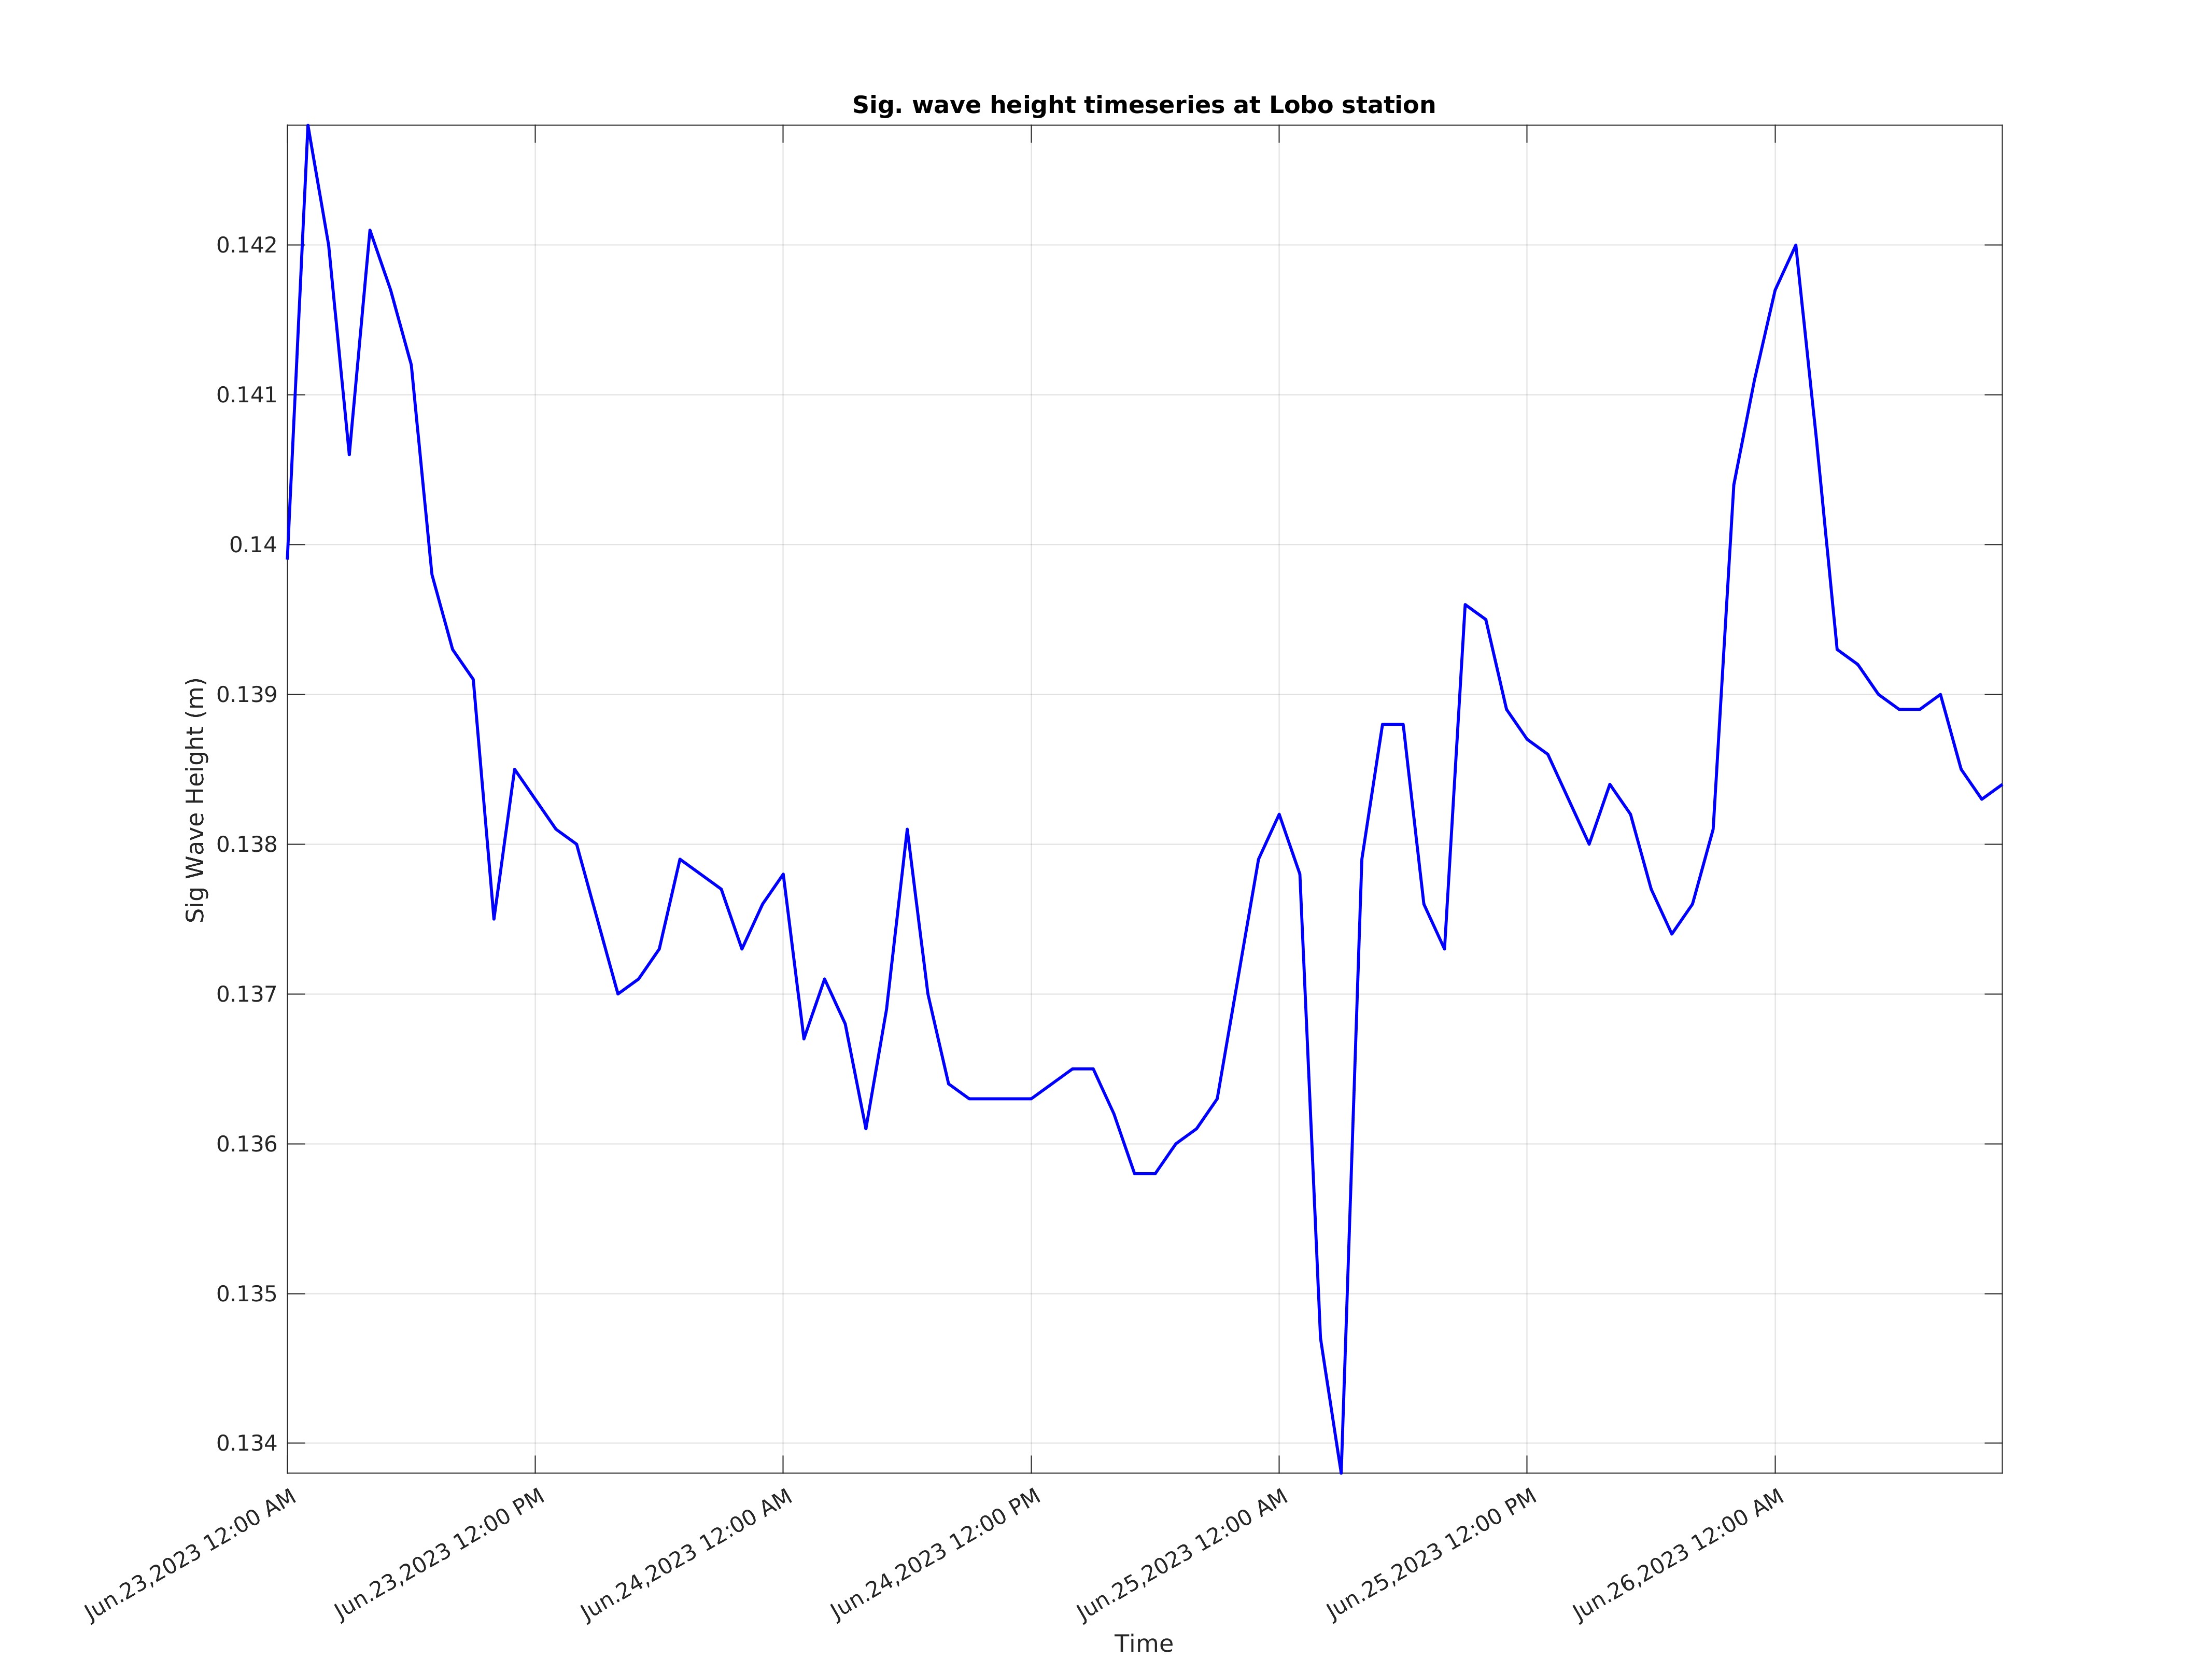 Sig. wave height timeseries at Lobo station
0.142
0.141
0.14
0.139
0.138
0.137
0.136
0.135
0.134
Sig Wave Height (m)
Jun.23,2023 12:00 AM
Jun.23,2023 12:00 PM
Jun.24,2023 12:00 AM
Jun.24,2023 12:00 PM
Jun.25,2023 12:00 AM
Jun.25,2023 12:00 PM
Jun.26,2023 12:00 AM
Time